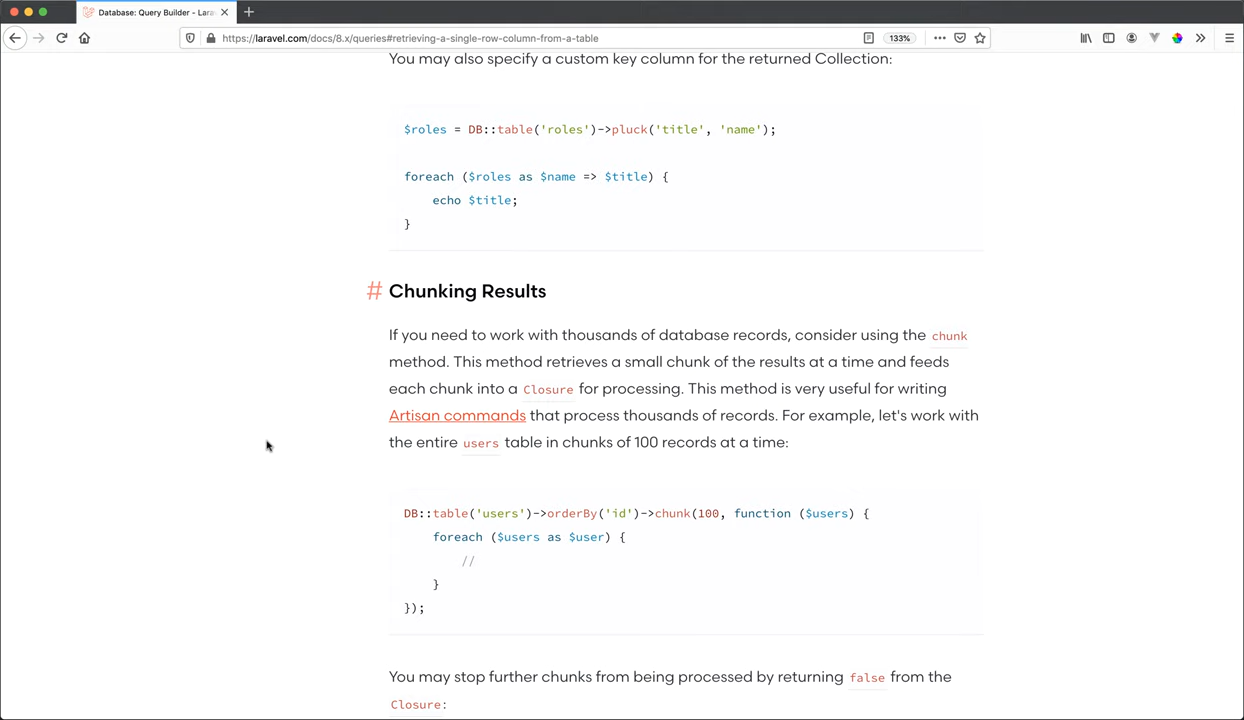 Database: Query Builder - Lara
https://laravel.com/docs/8.x/queries#retrieving-a-single-row-column-from-a-table
133%
You may also specify a custom key column for the returned Collection:
$roles = DB::table('roles')->pluck('title', 'name');
foreach ($roles as $name => $title) {
    echo $title;
}
# Chunking Results
If you need to work with thousands of database records, consider using the chunk
method. This method retrieves a small chunk of the results at a time and feeds
each chunk into a Closure for processing. This method is very useful for writing
Artisan commands that process thousands of records. For example, let's work with
the entire users table in chunks of 100 records at a time:
DB::table('users')->orderBy('id')->chunk(100, function ($users) {
    foreach ($users as $user) {
        //
    }
});
You may stop further chunks from being processed by returning false from the
Closure: